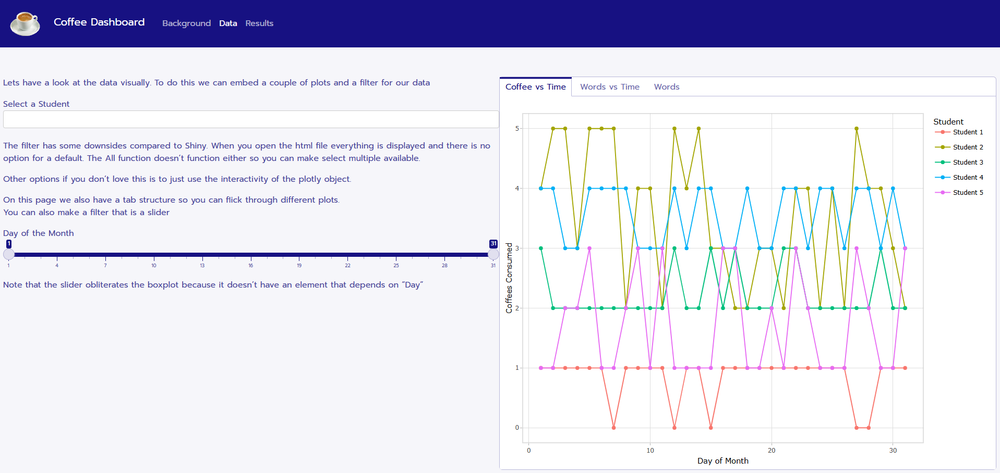 Coffee Dashboard Background Data Results
Lets have a look at the data visually. To do this we can embed a couple of plots and a filter for our data
Select a Student
The filter has some downsides compared to Shiny. When you open the html file everything is displayed and there is no
option for a default. The All function doesn’t function either so you can make select multiple available.
Other options if you don’t love this is to just use the interactivity of the plotly object.
On this page we also have a tab structure so you can flick through different plots.
You can also make a filter that is a slider
Day of the Month
1 31
1 4 7 10 13 16 19 22 25 28 31
Note that the slider obliterates the boxplot because it doesn’t have an element that depends on “Day”
Coffee vs Time Words vs Time Words
Coffees Consumed
5
4
3
2
1
0
0 10 20 30
Day of Month
Student
Student 1
Student 2
Student 3
Student 4
Student 5